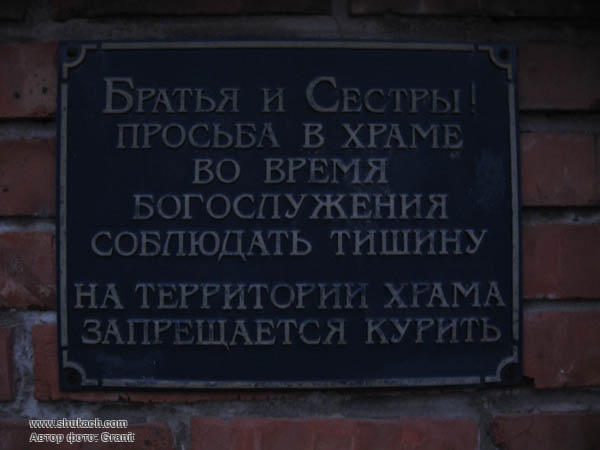 Братья и Сестры!
ПРОСЬБА В ХРАМЕ
ВО ВРЕМЯ
БОГОСЛУЖЕНИЯ
СОБЛЮДАТЬ ТИШИНУ
НА ТЕРРИТОРИИ ХРАМА
ЗАПРЕЩАЕТСЯ КУРИТЬ
www.shukach.com
Автор фото: Granit